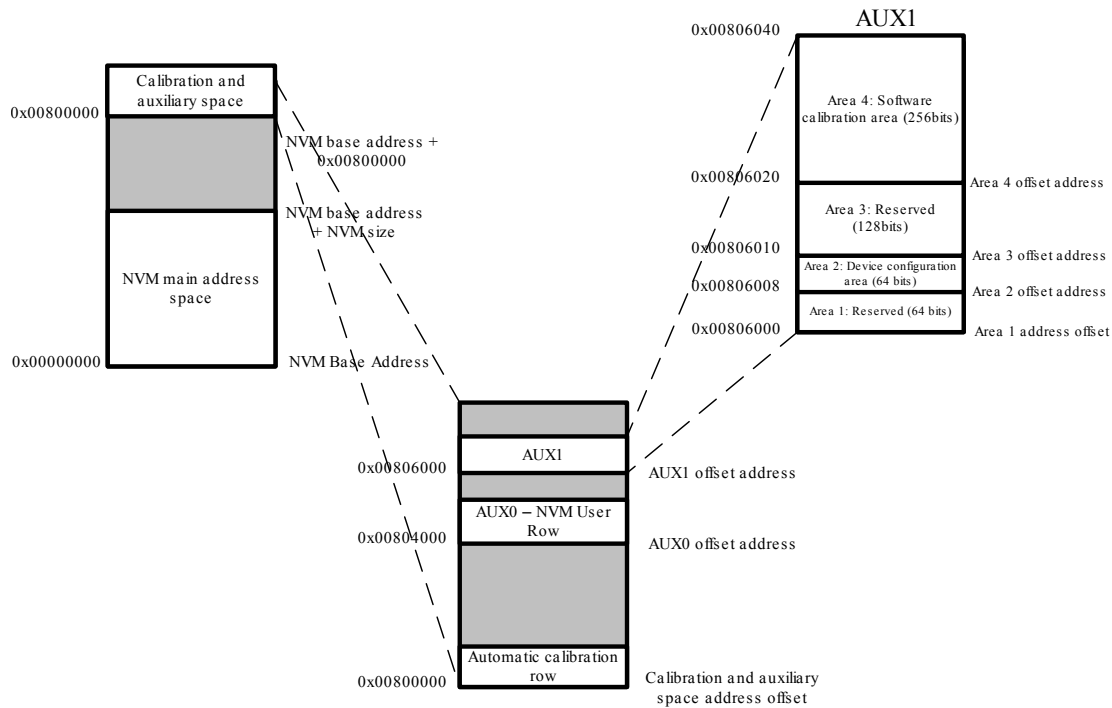 AUX1
0x00806040
Area 4: Software
calibration area (256bits)
0x00806020
Area 4 offset address
Area 3: Reserved
(128bits)
0x00806010
Area 3 offset address
Area 2: Device configuration
area (64 bits)
0x00806008
Area 2 offset address
Area 1: Reserved (64 bits)
0x00806000
Area 1 address offset
Calibration and
auxiliary space
0x00800000
NVM base address +
0x00800000
NVM base address
+ NVM size
NVM main address
space
0x00000000
NVM Base Address
AUX1
0x00806000
AUX1 offset address
AUX0 – NVM User
Row
0x00804000
AUX0 offset address
Automatic calibration
row
0x00800000
Calibration and auxiliary
space address offset